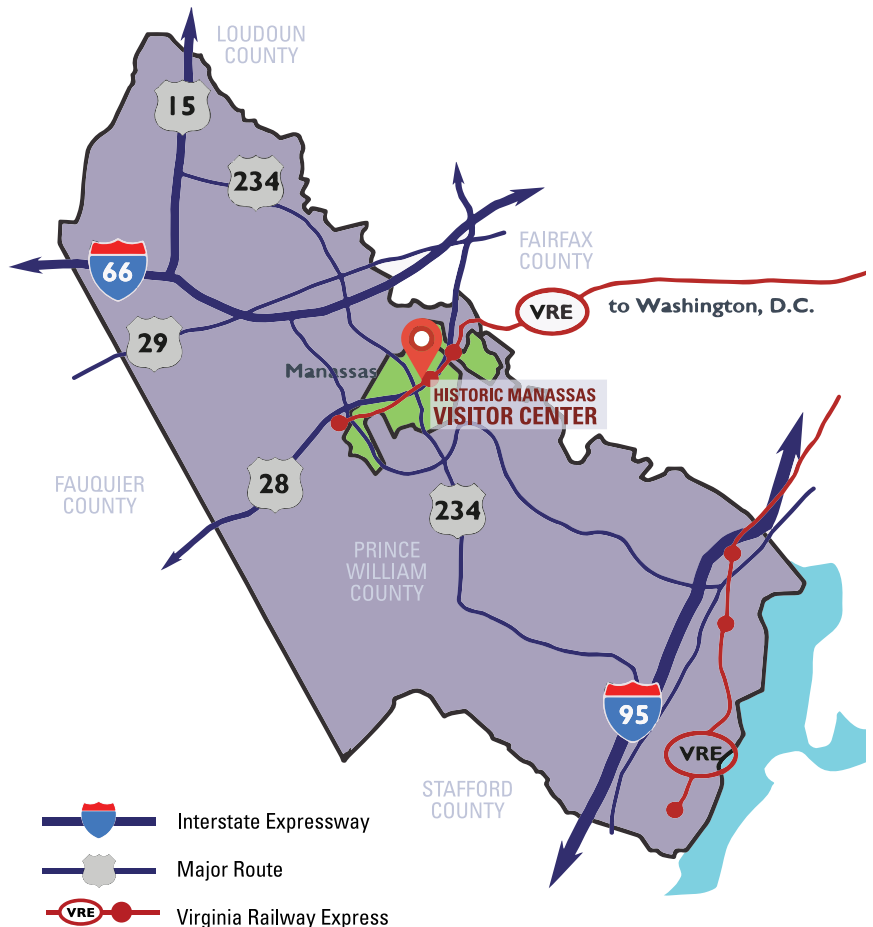 LOUDOUN
COUNTY
15
234
FAIRFAX
COUNTY
66
VRE
to Washington, D.C.
29
Manassas
HISTORIC MANASSAS
VISITOR CENTER
28
FAUQUIER
COUNTY
234
PRINCE
WILLIAM
COUNTY
95
VRE
STAFFORD
COUNTY
Interstate Expressway
Major Route
VRE
Virginia Railway Express